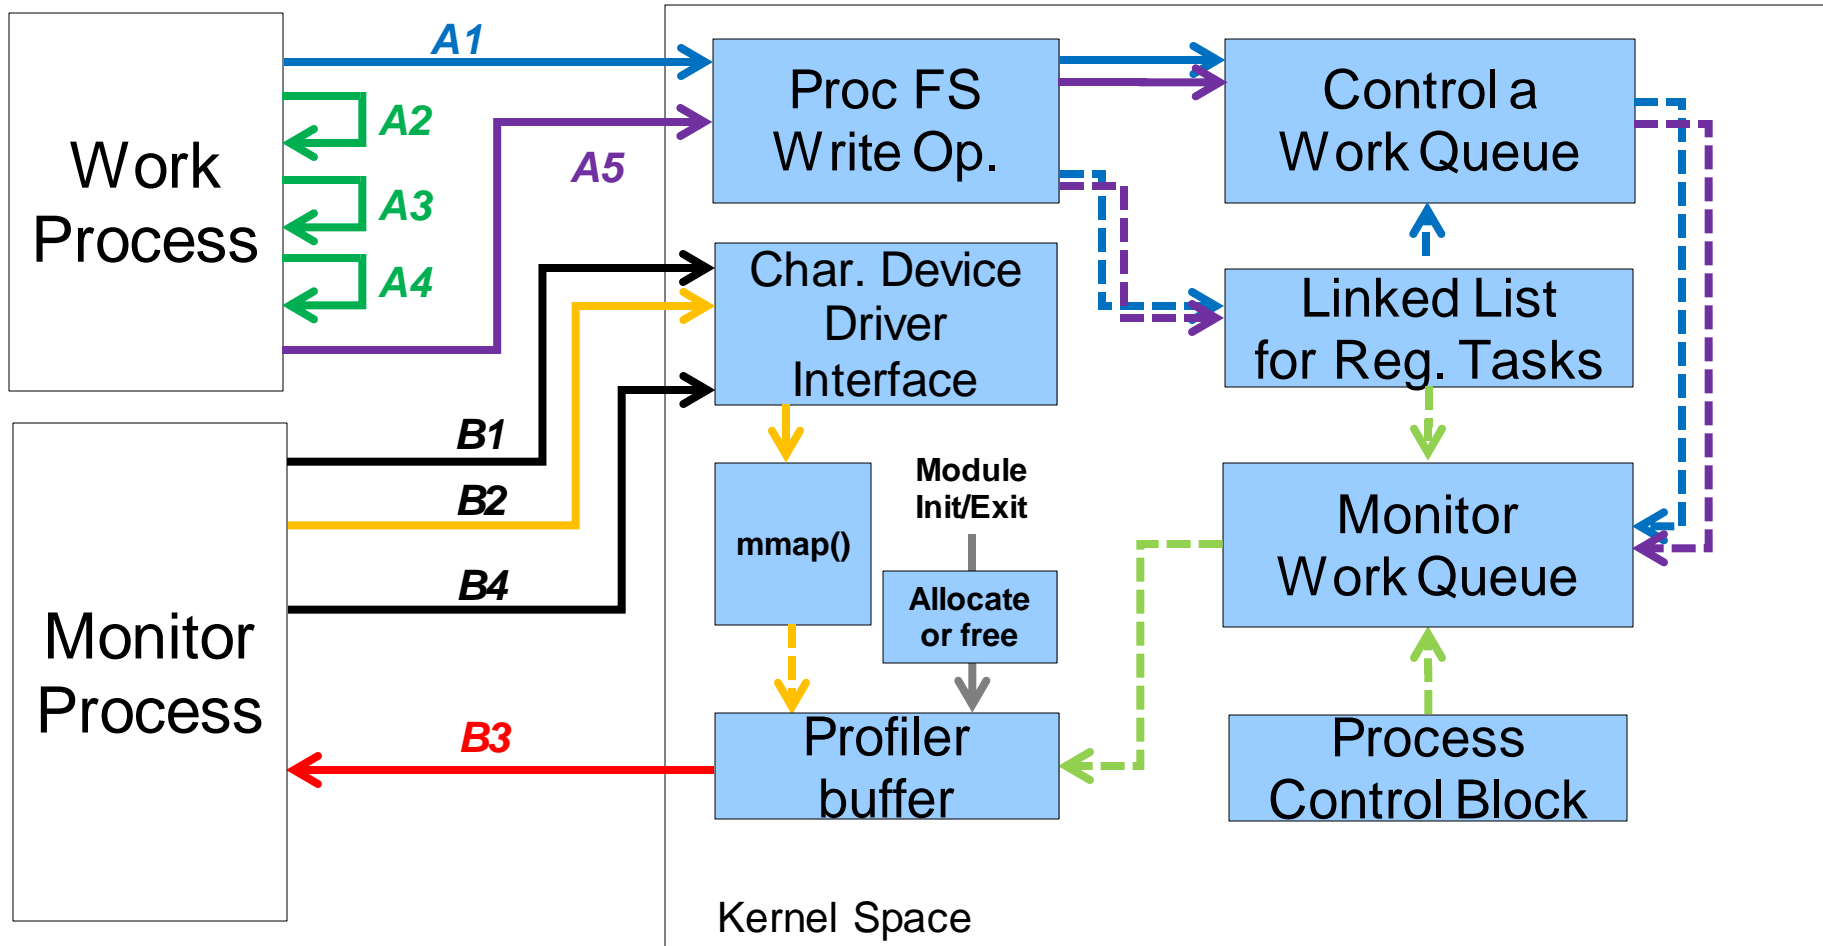 Work
Process
A1
A2
A3
A4
A5
Proc FS
Write Op.
Control a
Work Queue
Char. Device
Driver
Interface
Linked List
for Reg. Tasks
Monitor
Process
B1
B2
B4
B3
mmap()
Module
Init/Exit
Allocate
or free
Monitor
Work Queue
Profiler
buffer
Process
Control Block
Kernel Space